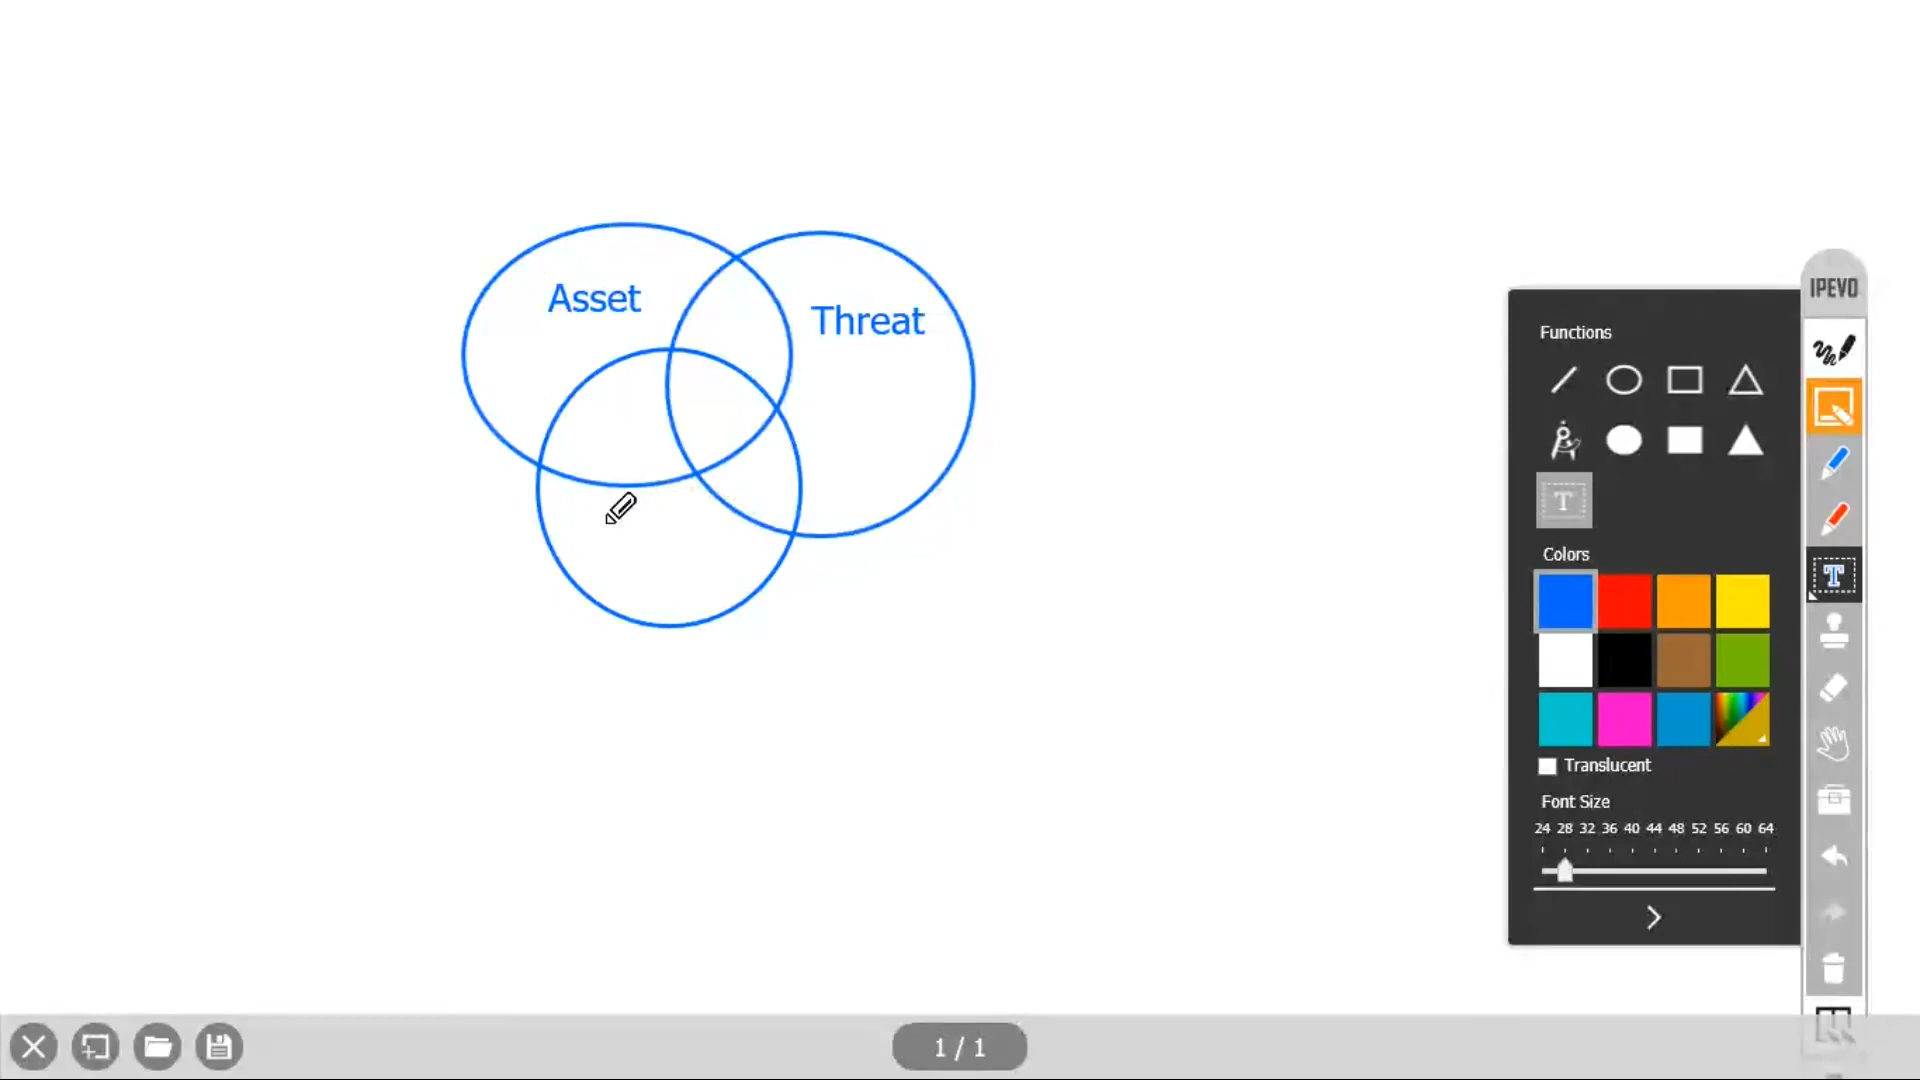 Asset
Threat
IPEVO
Functions
T
Colors
T
Translucent
Font Size
24 28 32 36 40 44 48 52 56 60 64
1 / 1